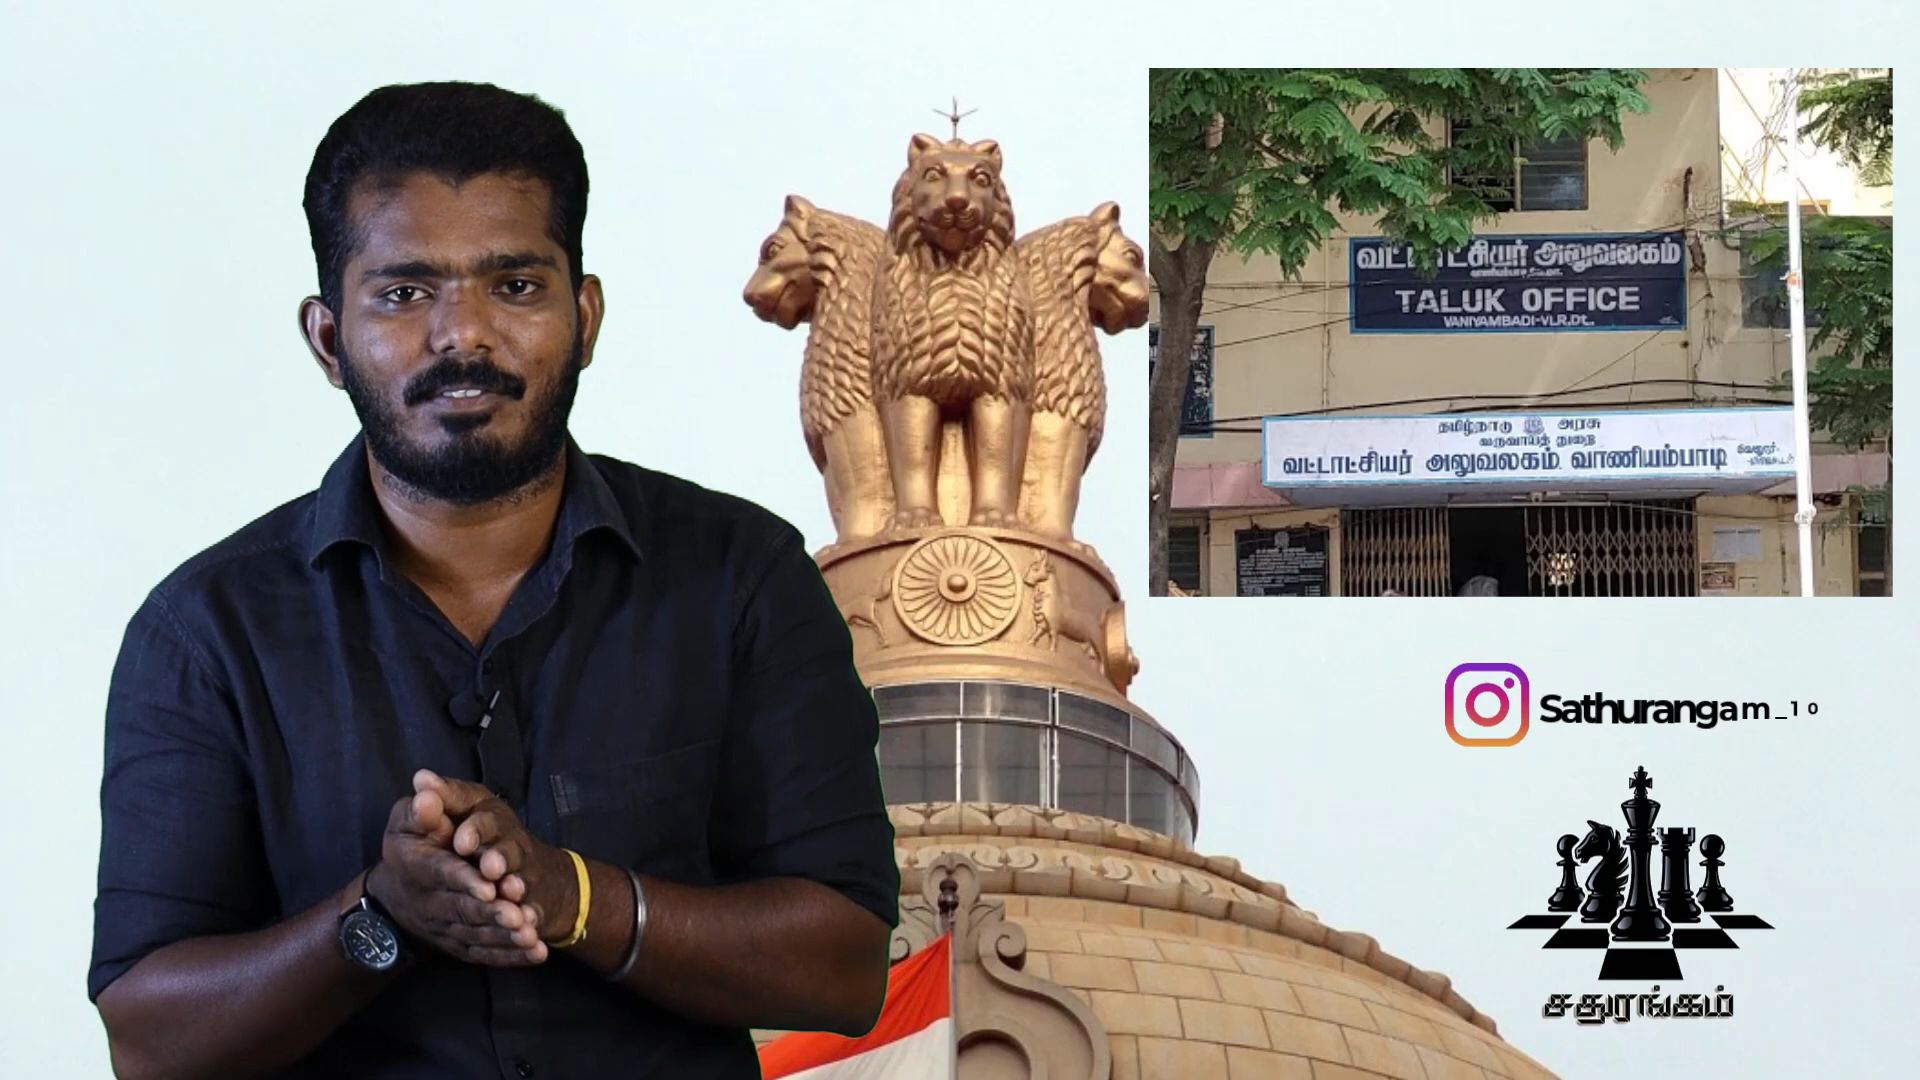 வட்டாட்சியர் அலுவலகம்
TALUK OFFICE
VANIYAMBADI-VLR.Dt.,
தமிழ்நாடு அரசு
வருவாய்த் துறை
வட்டாட்சியர் அலுவலகம். வாணியம்பாடி
Sathurangam_10
சதுரங்கம்